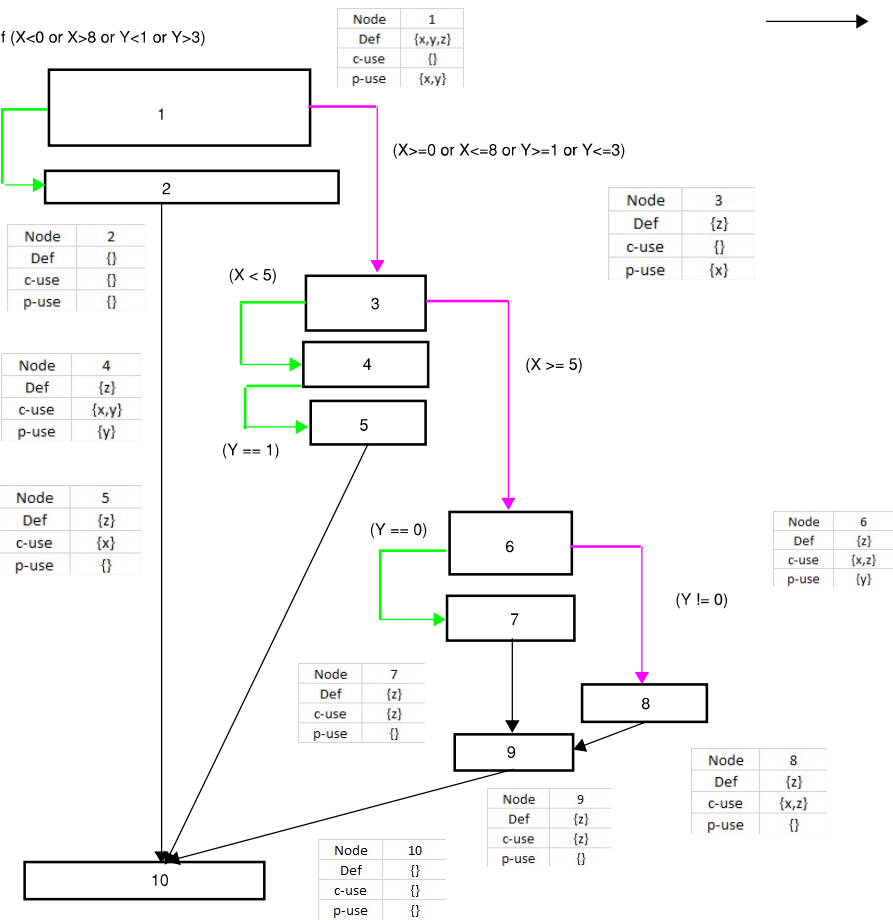 f (X<0 or X>8 or Y<1 or Y>3)
Node 1
Def {x,y,z}
c-use {}
p-use {x,y}
1
(X>=0 or X<=8 or Y>=1 or Y<=3)
2
Node 3
Def {z}
c-use {}
p-use {x}
Node 2
Def {}
c-use {}
p-use {}
(X < 5)
3
4
(X >= 5)
Node 4
Def {z}
c-use {x,y}
p-use {y}
5
(Y == 1)
Node 5
Def {z}
c-use {x}
p-use {}
(Y == 0)
6
Node 6
Def {z}
c-use {x,z}
p-use {y}
(Y != 0)
7
Node 7
Def {z}
c-use {z}
p-use {}
8
9
Node 8
Def {z}
c-use {x,z}
p-use {}
Node 9
Def {z}
c-use {z}
p-use {}
Node 10
Def {}
c-use {}
p-use {}
10